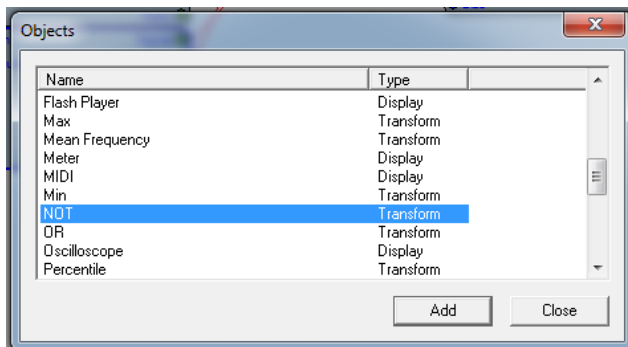 Objects
Name Type
Flash Player Display
Max Transform
Mean Frequency Transform
Meter Display
MIDI Display
Min Transform
NOT Transform
OR Transform
Oscilloscope Display
Percentile Transform
Add Close